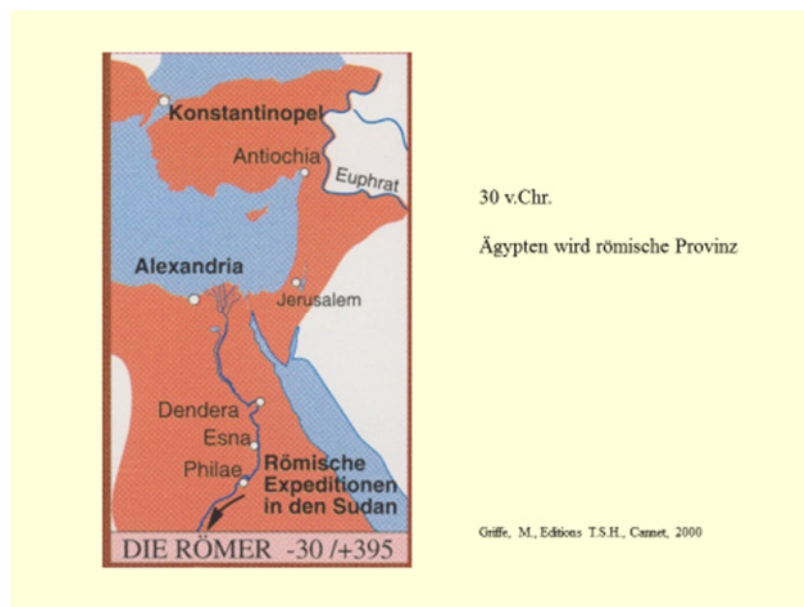 Konstantinopel
Antiochia
Euphrat
Alexandria
Jerusalem
Dendera
Esna
Philae
Römische
Expeditionen
in den Sudan
DIE RÖMER -30 /+395
30 v.Chr.
Ägypten wird römische Provinz
Griffe, M., Editions T.S.H., Cannet, 2000